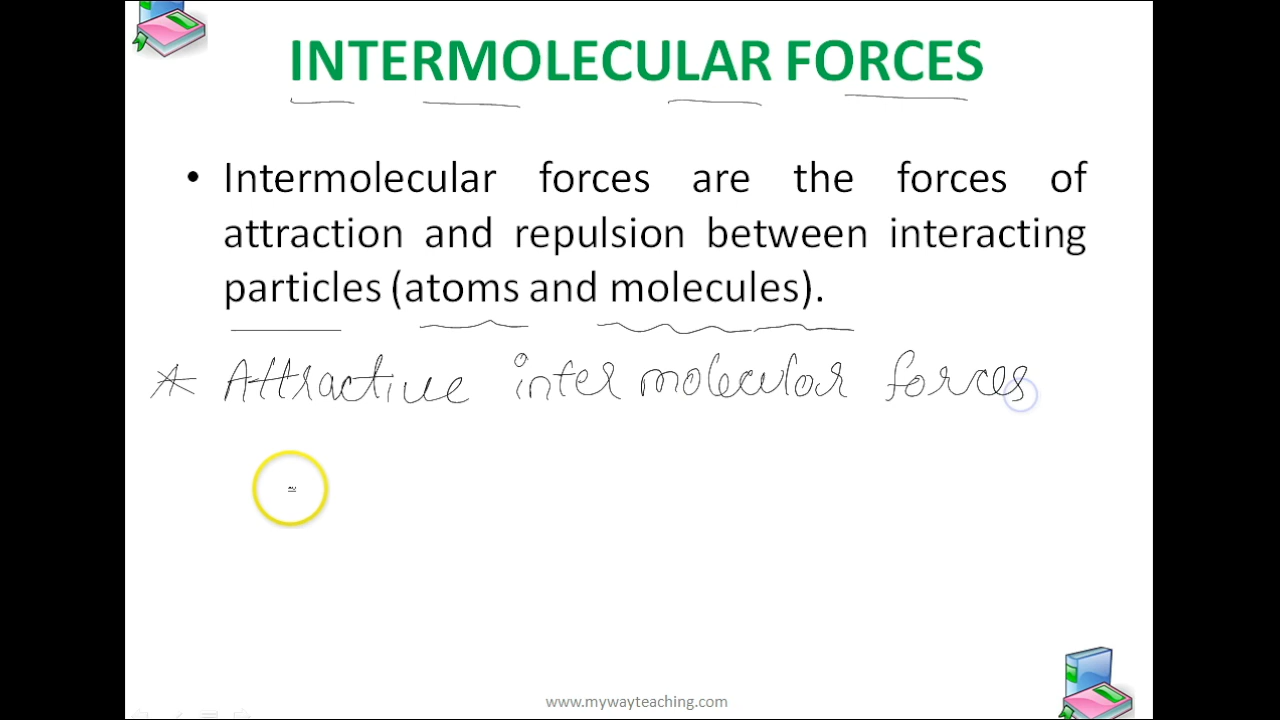 INTERMOLECULAR FORCES
• Intermolecular forces are the forces of
attraction and repulsion between interacting
particles (atoms and molecules).
* Attractive intermolecular forces
www.mywayteaching.com